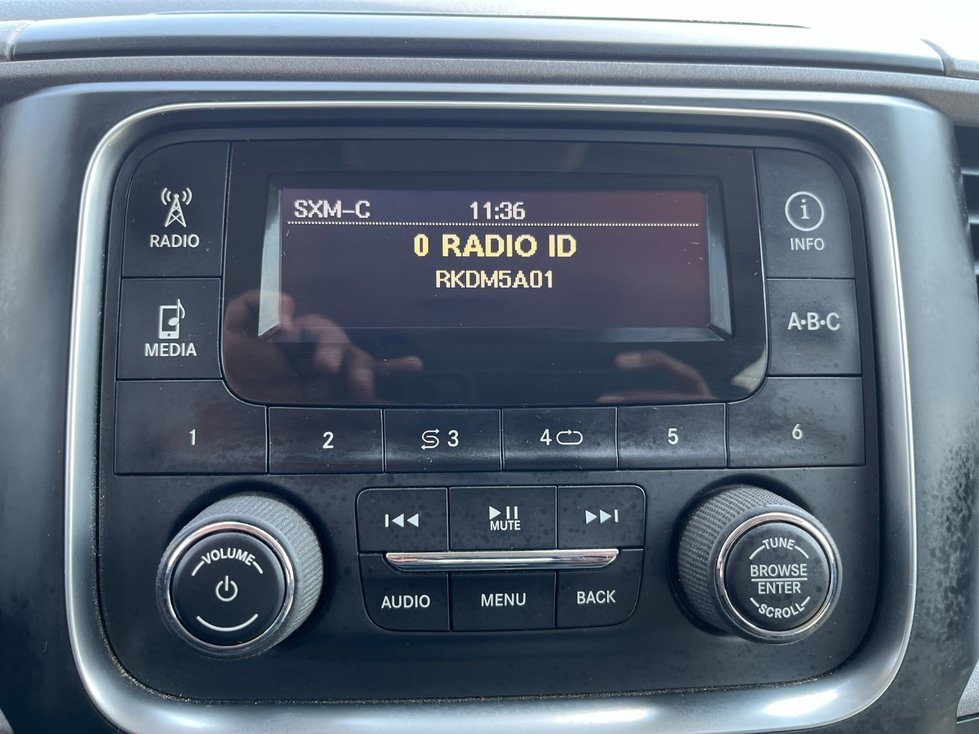 SXM-C 11:36
0 RADIO ID
RKDM5A01
RADIO
MEDIA
i
INFO
A•B•C
1
2
3
4
5
6
VOLUME
MUTE
AUDIO
MENU
BACK
TUNE
BROWSE
ENTER
SCROLL